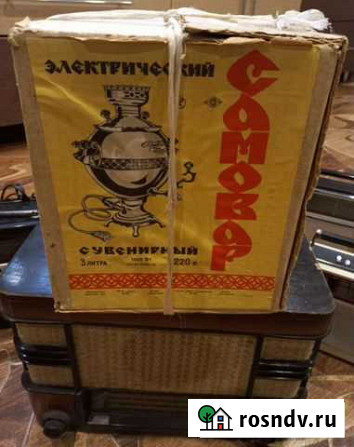 ЭЛЕКТРИЧЕСКИЙ
САМОВАР
СУВЕНИРНЫЙ
3 ЛИТРА
220 в
rosndv.ru